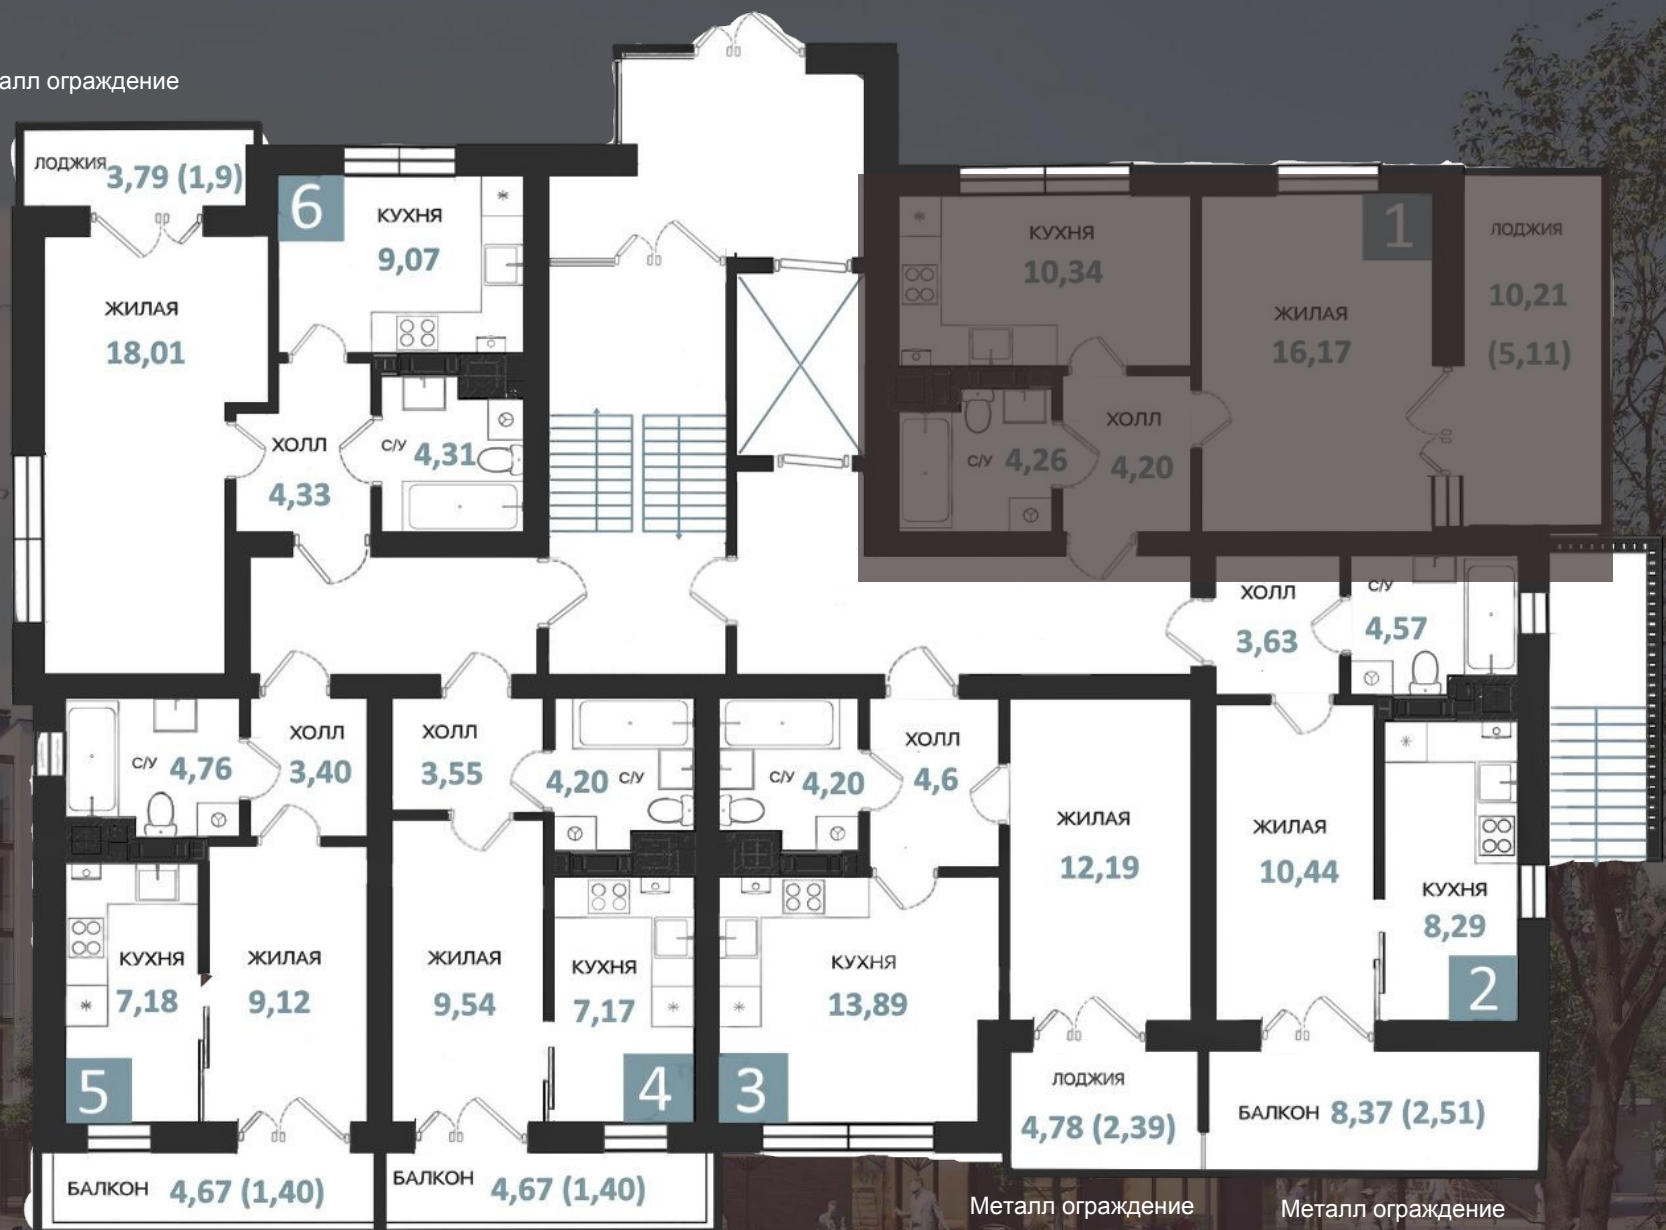 алл ограждение
ЛОДЖИЯ
3,79 (1,9)
6
КУХНЯ
9,07
ЖИЛАЯ
18,01
ХОЛЛ
4,33
С/У 4,31
КУХНЯ
10,34
1
ЖИЛАЯ
16,17
ЛОДЖИЯ
10,21
(5,11)
С/У 4,26
ХОЛЛ
4,20
ХОЛЛ
3,63
С/У
4,57
С/У 4,76
ХОЛЛ
3,40
ХОЛЛ
3,55
4,20 С/У
С/У 4,20
ХОЛЛ
4,6
ЖИЛАЯ
12,19
ЖИЛАЯ
10,44
КУХНЯ
8,29
2
КУХНЯ
7,18
5
ЖИЛАЯ
9,12
ЖИЛАЯ
9,54
КУХНЯ
7,17
4
3
КУХНЯ
13,89
ЛОДЖИЯ
4,78 (2,39)
БАЛКОН 8,37 (2,51)
БАЛКОН 4,67 (1,40)
БАЛКОН 4,67 (1,40)
Металл ограждение
Металл ограждение